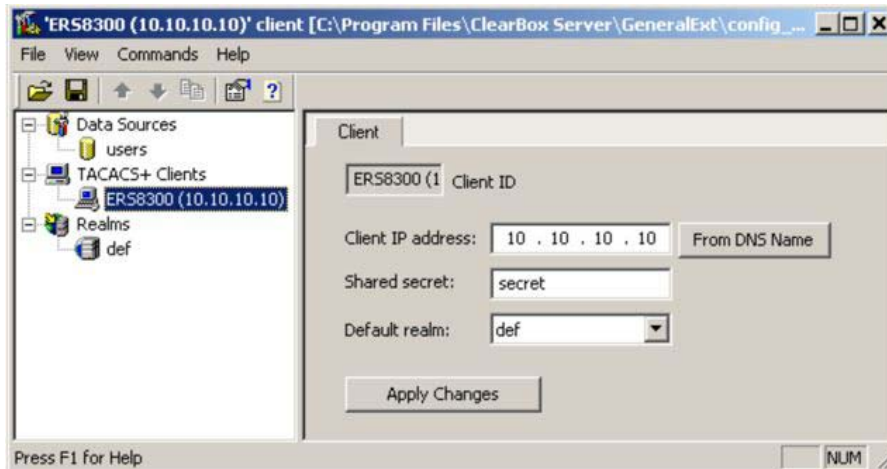 'ERS8300 (10.10.10.10)' client [C:\Program Files\ClearBox Server\GeneralExt\config_...
File View Commands Help
Data Sources
users
TACACS+ Clients
ERS8300 (10.10.10.10)
Realms
def
Client
ERS8300 (1 Client ID
Client IP address: 10 . 10 . 10 . 10 From DNS Name
Shared secret: secret
Default realm: def
Apply Changes
Press F1 for Help NUM